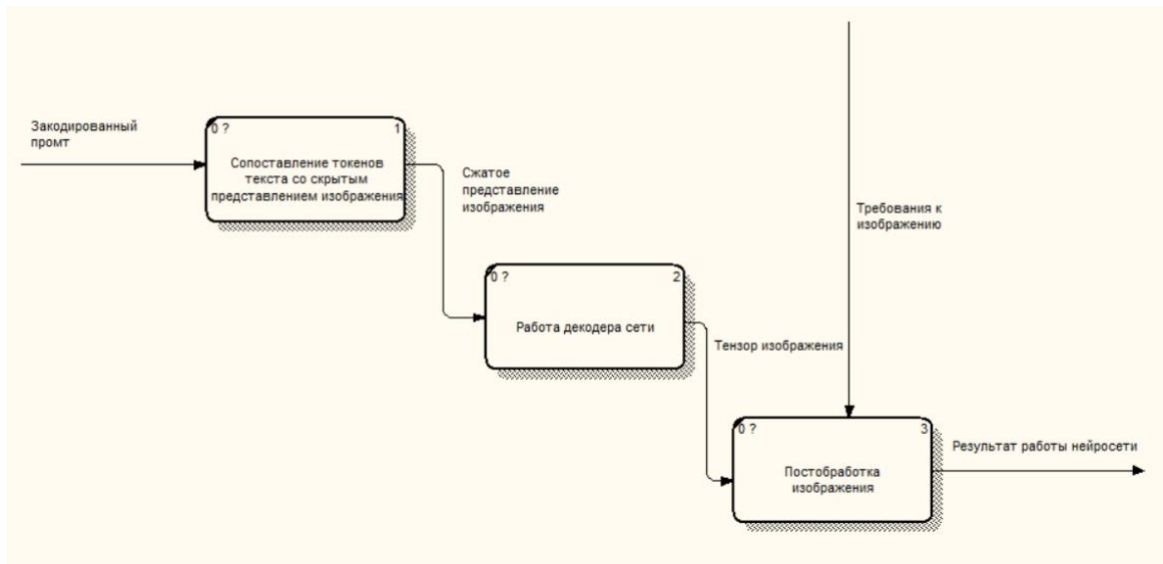 Закодированный
промт
0 ?
1
Сопоставление токенов
текста со скрытым
представлением изображения
Сжатое
представление
изображения
Требования к
изображению
0 ?
2
Работа декодера сети
Тензор изображения
0 ?
3
Постобработка
изображения
Результат работы нейросети